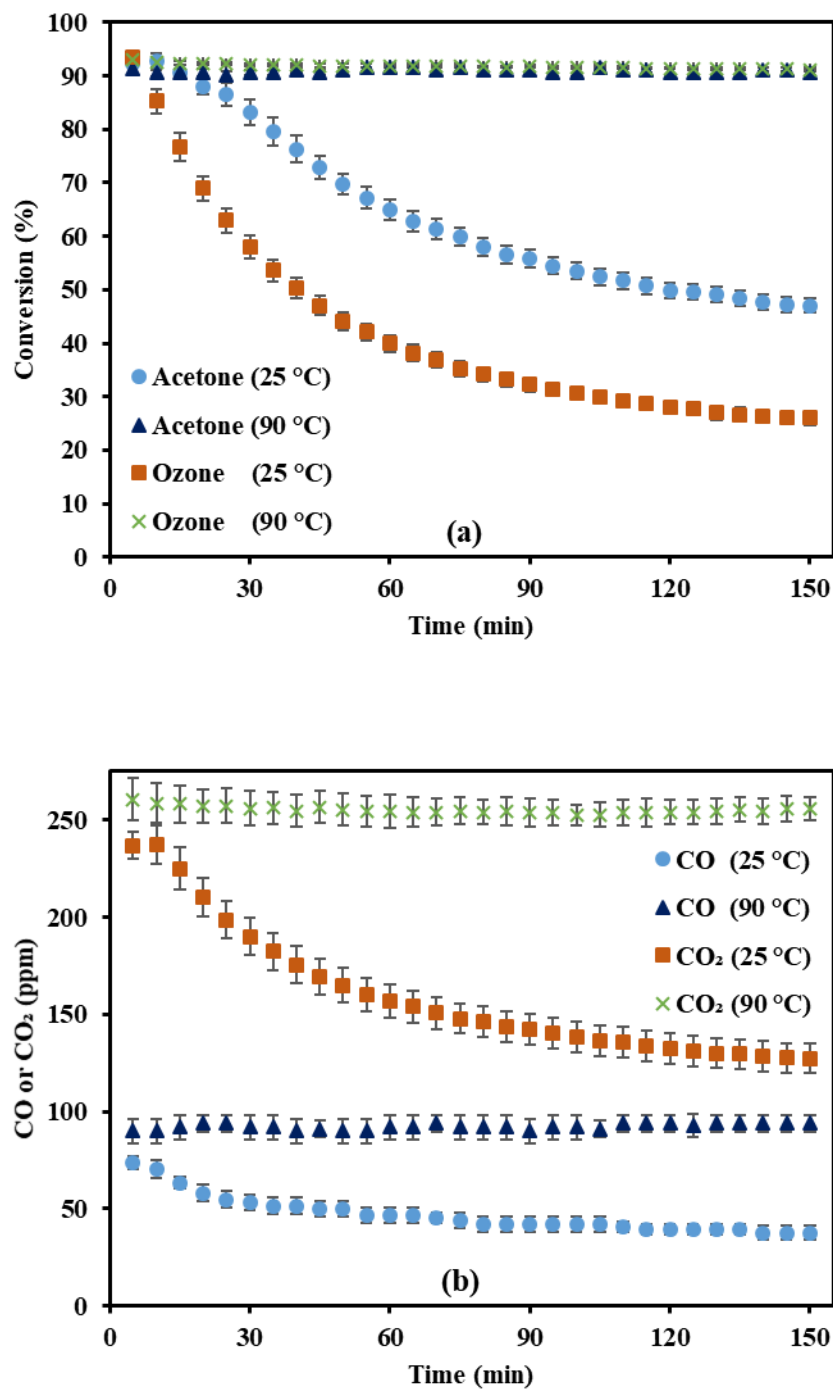 100
90
80
70
60
50
40
30
20
10
0
Conversion (%)
Acetone (25 °C)
Acetone (90 °C)
Ozone (25 °C)
Ozone (90 °C)
(a)
0 30 60 90 120 150
Time (min)
250
200
150
100
50
0
CO or CO₂ (ppm)
CO (25 °C)
CO (90 °C)
CO₂ (25 °C)
CO₂ (90 °C)
(b)
0 30 60 90 120 150
Time (min)